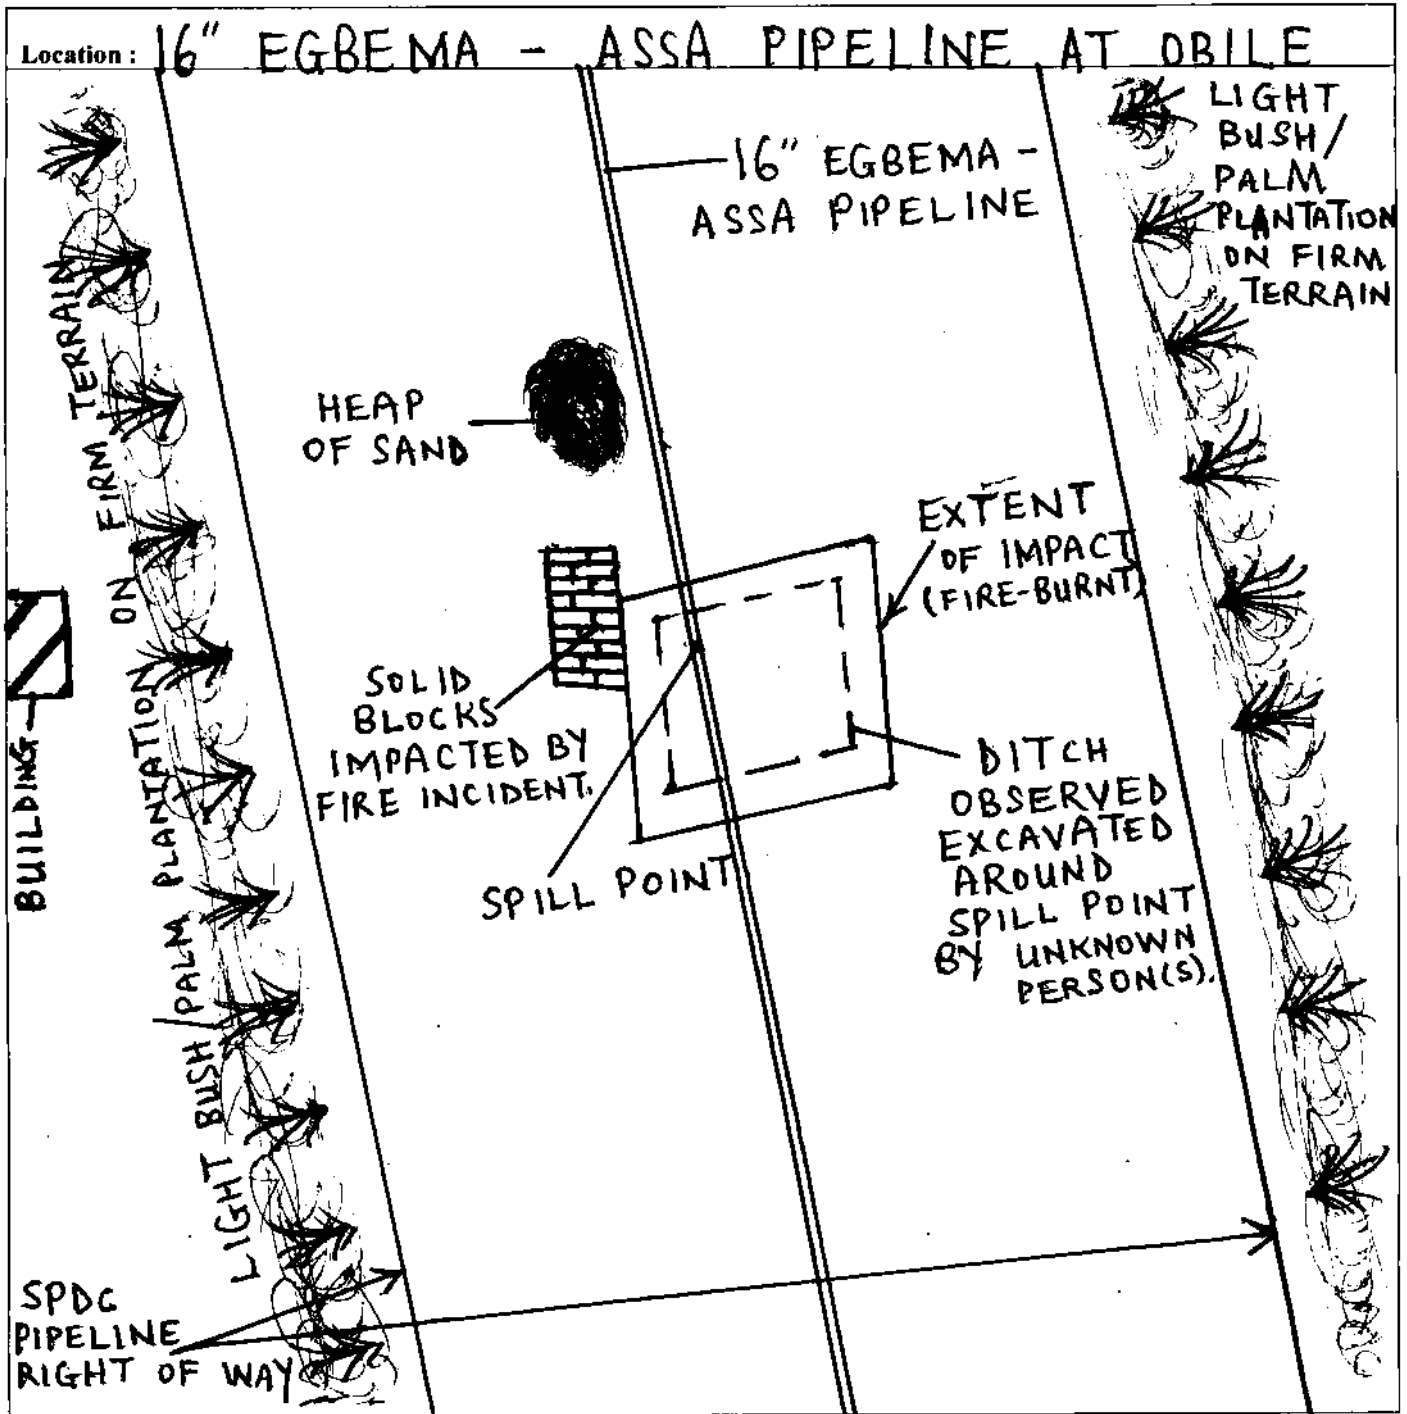 Location : 16" EGBEMA - ASSA PIPELINE AT OBILE
LIGHT
BUSH/
PALM
PLANTATION
ON FIRM
TERRAIN
16" EGBEMA -
ASSA PIPELINE
HEAP
OF SAND
EXTENT
OF IMPACT
(FIRE-BURNT)
SOLID
BLOCKS
IMPACTED BY
FIRE INCIDENT.
SPILL POINT
DITCH
OBSERVED
EXCAVATED
AROUND
SPILL POINT
BY UNKNOWN
PERSON(S).
BUILDING
LIGHT BUSH/PALM PLANTATION ON FIRM TERRAIN
SPDC
PIPELINE
RIGHT OF WAY